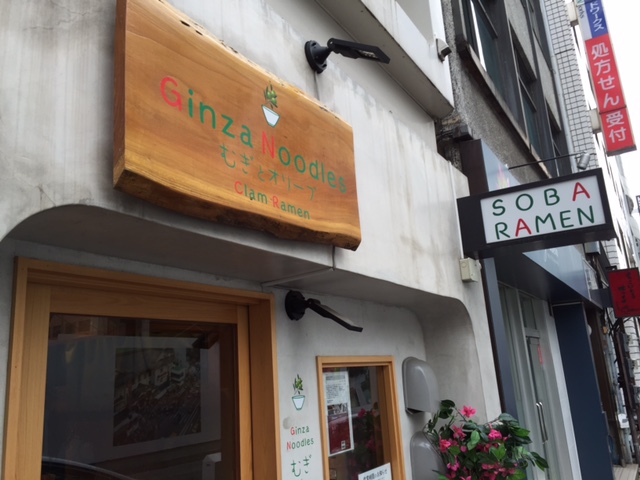 Ginza Noodles
むぎとオリーブ
Clam Ramen
SOBA
RAMEN
処方せん受付
Ginza
Noodles
むぎ